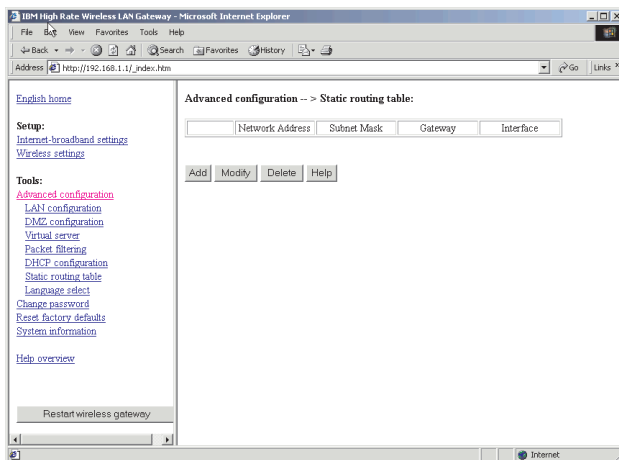 IBM High Rate Wireless LAN Gateway - Microsoft Internet Explorer
File Edit View Favorites Tools Help
Back Search Favorites History
Address http://192.168.1.1/_index.htm Go Links »
English home
Setup:
Internet-broadband settings
Wireless settings
Tools:
Advanced configuration
LAN configuration
DMZ configuration
Virtual server
Packet filtering
DHCP configuration
Static routing table
Language select
Change password
Reset factory defaults
System information
Help overview
Restart wireless gateway
Advanced configuration -- > Static routing table:
Network Address Subnet Mask Gateway Interface
Add Modify Delete Help
Internet